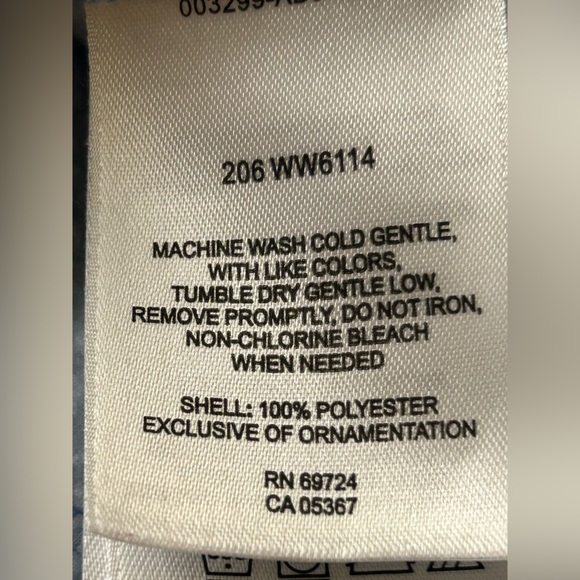 206 WW6114
MACHINE WASH COLD GENTLE,
WITH LIKE COLORS,
TUMBLE DRY GENTLE LOW,
REMOVE PROMPTLY, DO NOT IRON,
NON-CHLORINE BLEACH
WHEN NEEDED
SHELL: 100% POLYESTER
EXCLUSIVE OF ORNAMENTATION
RN 69724
CA 05367